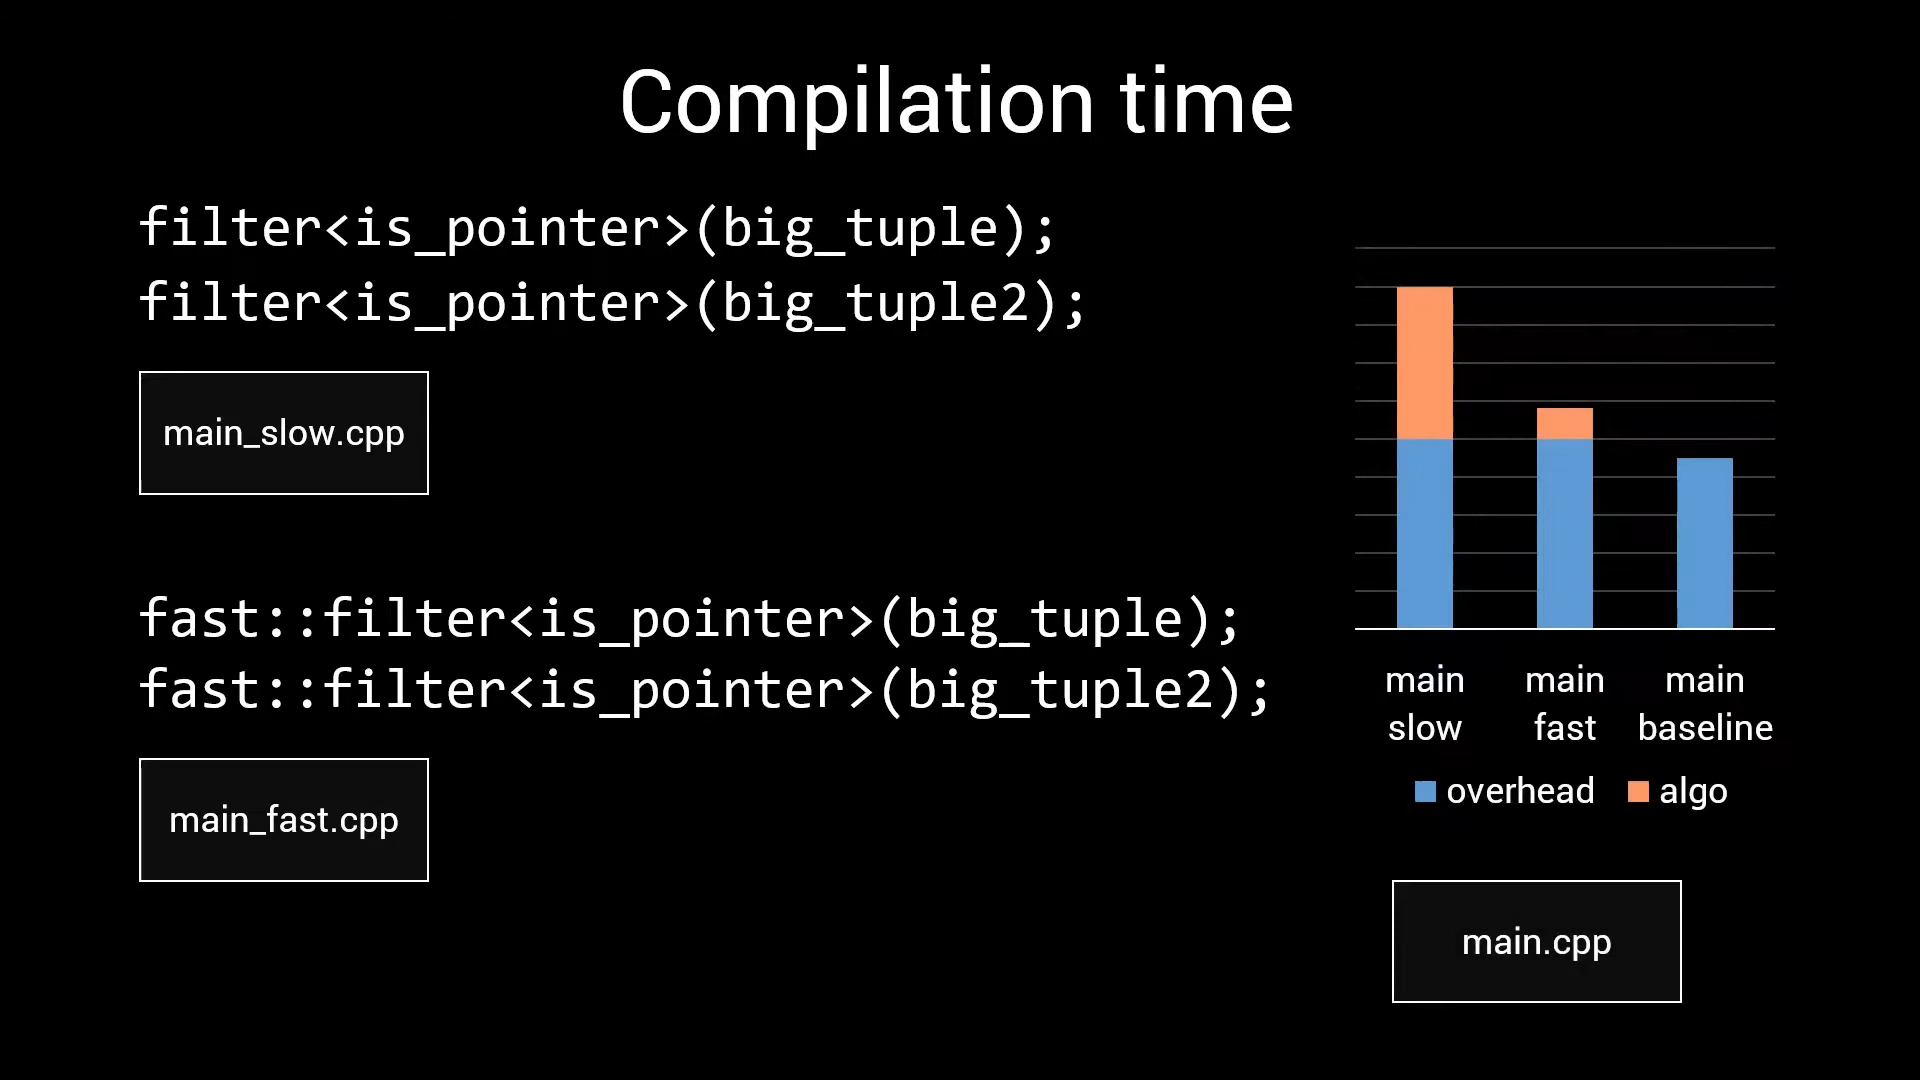 Compilation time
filter<is_pointer>(big_tuple);
filter<is_pointer>(big_tuple2);
main_slow.cpp
fast::filter<is_pointer>(big_tuple);
fast::filter<is_pointer>(big_tuple2);
main_fast.cpp
main slow
main fast
main baseline
overhead
algo
main.cpp